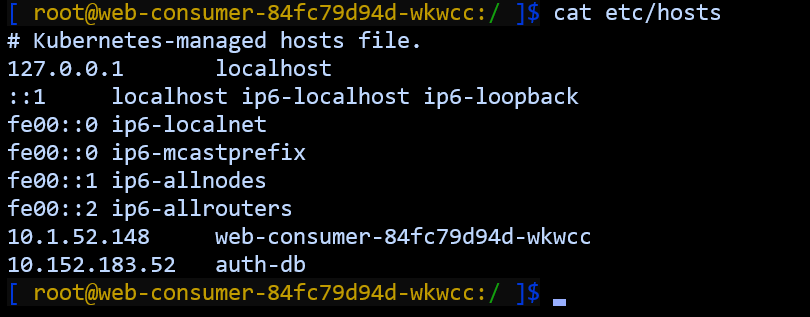 [ root@web-consumer-84fc79d94d-wkwcc:/ ]$ cat etc/hosts
# Kubernetes-managed hosts file.
127.0.0.1       localhost
::1     localhost ip6-localhost ip6-loopback
fe00::0 ip6-localnet
fe00::0 ip6-mcastprefix
fe00::1 ip6-allnodes
fe00::2 ip6-allrouters
10.1.52.148     web-consumer-84fc79d94d-wkwcc
10.152.183.52   auth-db
[ root@web-consumer-84fc79d94d-wkwcc:/ ]$